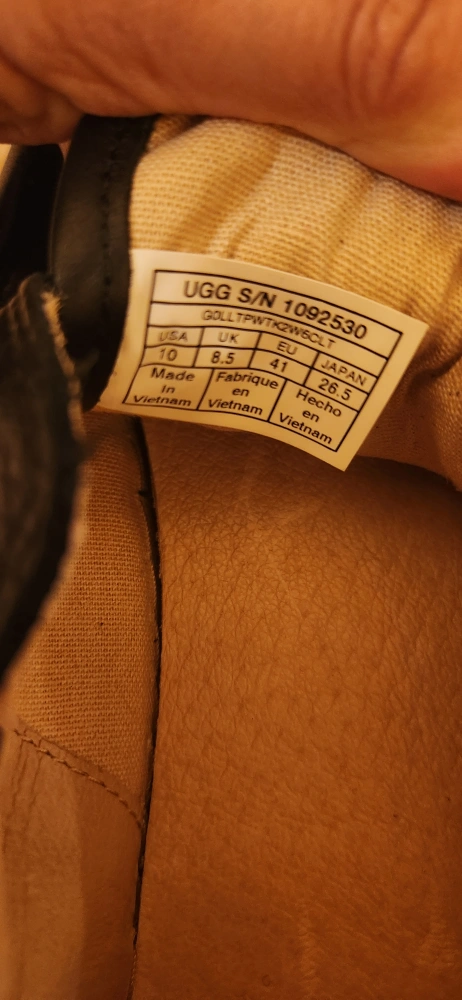 UGG S/N 1092530
GDLLTPWTK2W6CLT
USA UK EU JAPAN
10 8.5 41 26.5
Made Fabrique Hecho
In en en
Vietnam Vietnam Vietnam